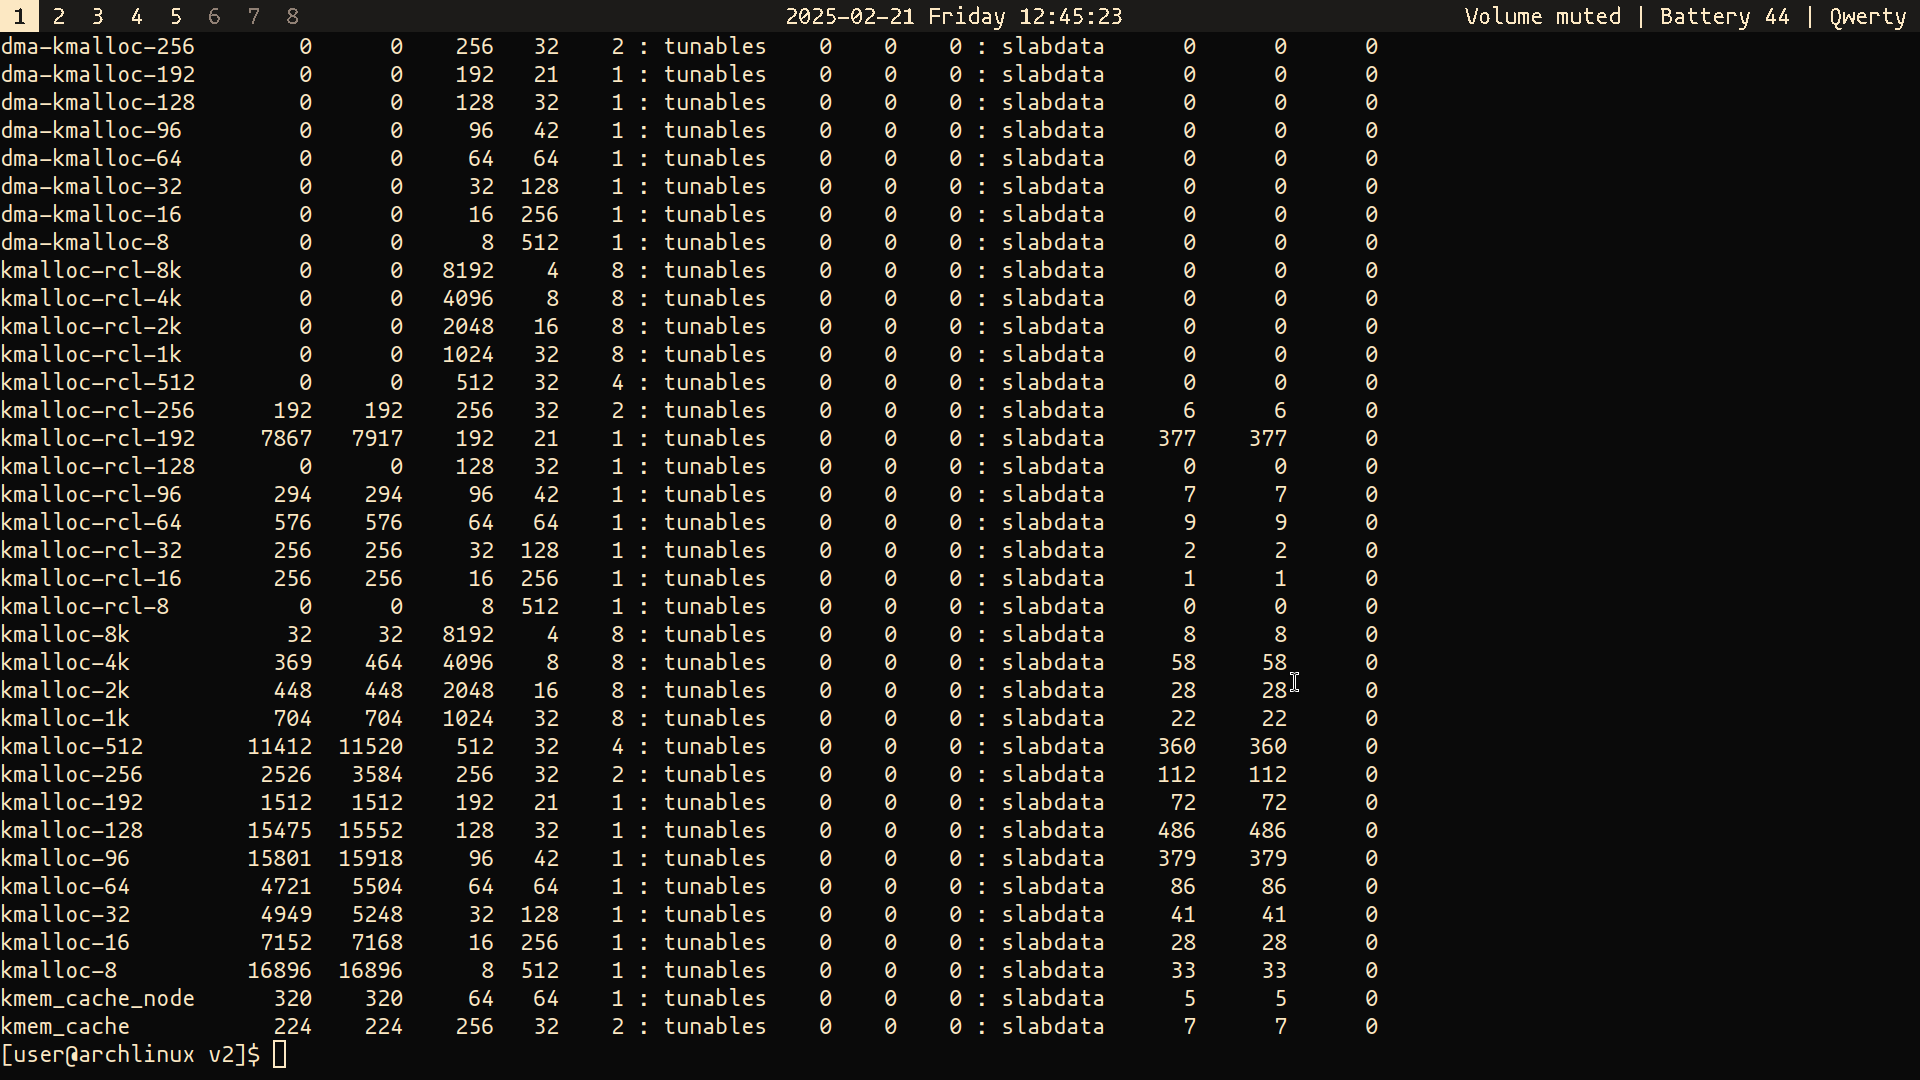 1 2 3 4 5 6 7 8 2025-02-21 Friday 12:45:23 Volume muted | Battery 44 | Qwerty
dma-kmalloc-256 0 0 256 32 2 : tunables 0 0 0 : slabdata 0 0 0
dma-kmalloc-192 0 0 192 21 1 : tunables 0 0 0 : slabdata 0 0 0
dma-kmalloc-128 0 0 128 32 1 : tunables 0 0 0 : slabdata 0 0 0
dma-kmalloc-96 0 0 96 42 1 : tunables 0 0 0 : slabdata 0 0 0
dma-kmalloc-64 0 0 64 64 1 : tunables 0 0 0 : slabdata 0 0 0
dma-kmalloc-32 0 0 32 128 1 : tunables 0 0 0 : slabdata 0 0 0
dma-kmalloc-16 0 0 16 256 1 : tunables 0 0 0 : slabdata 0 0 0
dma-kmalloc-8 0 0 8 512 1 : tunables 0 0 0 : slabdata 0 0 0
kmalloc-rcl-8k 0 0 8192 4 8 : tunables 0 0 0 : slabdata 0 0 0
kmalloc-rcl-4k 0 0 4096 8 8 : tunables 0 0 0 : slabdata 0 0 0
kmalloc-rcl-2k 0 0 2048 16 8 : tunables 0 0 0 : slabdata 0 0 0
kmalloc-rcl-1k 0 0 1024 32 8 : tunables 0 0 0 : slabdata 0 0 0
kmalloc-rcl-512 0 0 512 32 4 : tunables 0 0 0 : slabdata 0 0 0
kmalloc-rcl-256 192 192 256 32 2 : tunables 0 0 0 : slabdata 6 6 0
kmalloc-rcl-192 7867 7917 192 21 1 : tunables 0 0 0 : slabdata 377 377 0
kmalloc-rcl-128 0 0 128 32 1 : tunables 0 0 0 : slabdata 0 0 0
kmalloc-rcl-96 294 294 96 42 1 : tunables 0 0 0 : slabdata 7 7 0
kmalloc-rcl-64 576 576 64 64 1 : tunables 0 0 0 : slabdata 9 9 0
kmalloc-rcl-32 256 256 32 128 1 : tunables 0 0 0 : slabdata 2 2 0
kmalloc-rcl-16 256 256 16 256 1 : tunables 0 0 0 : slabdata 1 1 0
kmalloc-rcl-8 0 0 8 512 1 : tunables 0 0 0 : slabdata 0 0 0
kmalloc-8k 32 32 8192 4 8 : tunables 0 0 0 : slabdata 8 8 0
kmalloc-4k 369 464 4096 8 8 : tunables 0 0 0 : slabdata 58 58 0
kmalloc-2k 448 448 2048 16 8 : tunables 0 0 0 : slabdata 28 28 0
kmalloc-1k 704 704 1024 32 8 : tunables 0 0 0 : slabdata 22 22 0
kmalloc-512 11412 11520 512 32 4 : tunables 0 0 0 : slabdata 360 360 0
kmalloc-256 2526 3584 256 32 2 : tunables 0 0 0 : slabdata 112 112 0
kmalloc-192 1512 1512 192 21 1 : tunables 0 0 0 : slabdata 72 72 0
kmalloc-128 15475 15552 128 32 1 : tunables 0 0 0 : slabdata 486 486 0
kmalloc-96 15801 15918 96 42 1 : tunables 0 0 0 : slabdata 379 379 0
kmalloc-64 4721 5504 64 64 1 : tunables 0 0 0 : slabdata 86 86 0
kmalloc-32 4949 5248 32 128 1 : tunables 0 0 0 : slabdata 41 41 0
kmalloc-16 7152 7168 16 256 1 : tunables 0 0 0 : slabdata 28 28 0
kmalloc-8 16896 16896 8 512 1 : tunables 0 0 0 : slabdata 33 33 0
kmem_cache_node 320 320 64 64 1 : tunables 0 0 0 : slabdata 5 5 0
kmem_cache 224 224 256 32 2 : tunables 0 0 0 : slabdata 7 7 0
[user@archlinux v2]$